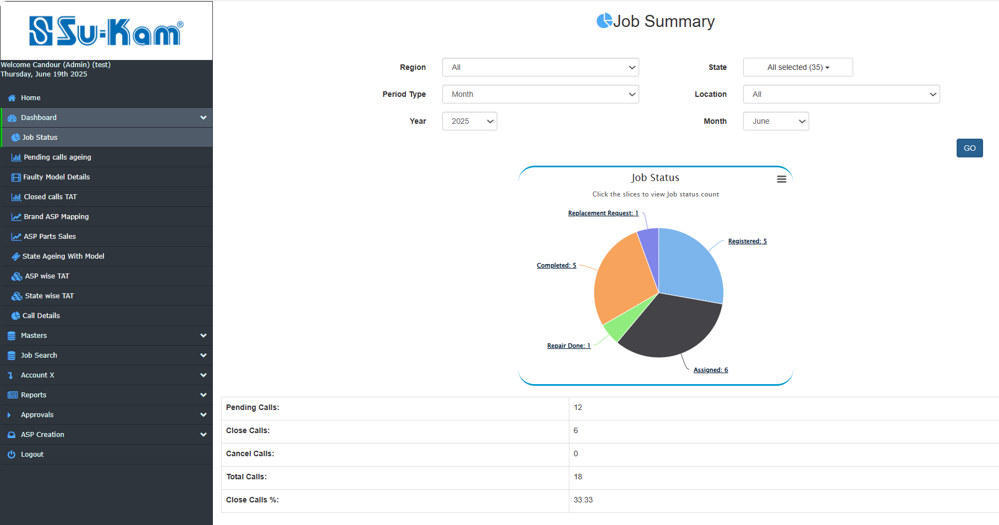 Su-Kam®
Welcome Candour (Admin) (test)
Thursday, June 19th 2025
Home
Dashboard
Job Status
Pending calls ageing
Faulty Model Details
Closed calls TAT
Brand ASP Mapping
ASP Parts Sales
State Ageing With Model
ASP wise TAT
State wise TAT
Call Details
Masters
Job Search
Account X
Reports
Approvals
ASP Creation
Logout
Job Summary
Region All State All selected (35)
Period Type Month Location All
Year 2025 Month June
GO
Job Status
Click the slices to view Job status count
Replacement Request: 1
Registered: 5
Completed: 5
Repair Done: 1
Assigned: 6
Pending Calls: 12
Close Calls: 6
Cancel Calls: 0
Total Calls: 18
Close Calls %: 33.33